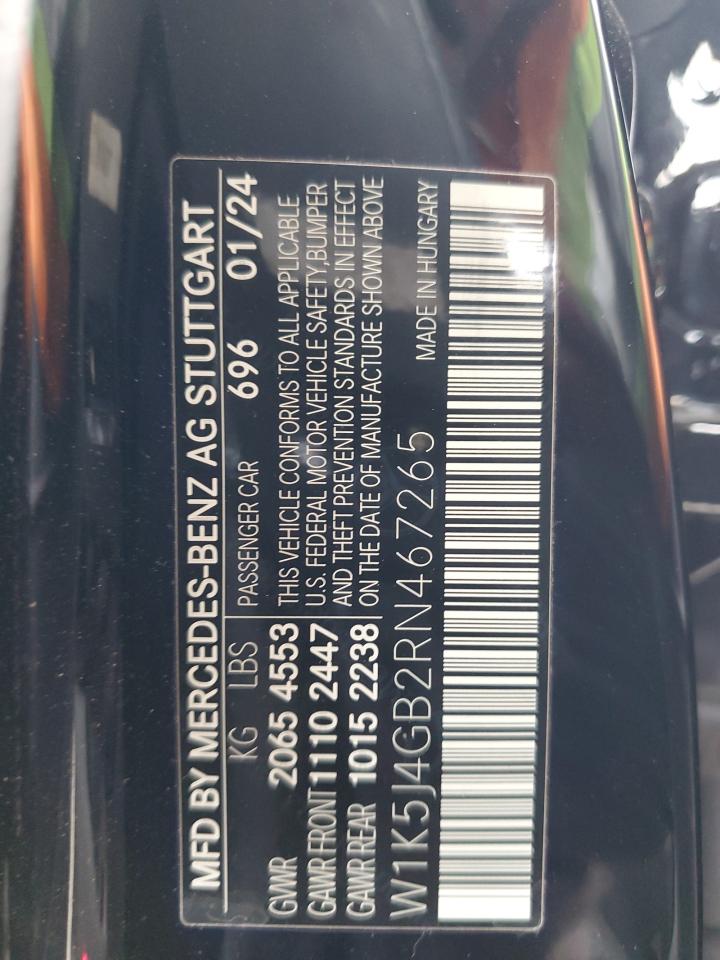 MFD BY MERCEDES-BENZ AG STUTTGART
KG LBS
GVWR 2065 4553
GAWR FRONT 1110 2447
GAWR REAR 1015 2238
PASSENGER CAR 696 01/24
THIS VEHICLE CONFORMS TO ALL APPLICABLE
U.S. FEDERAL MOTOR VEHICLE SAFETY, BUMPER
AND THEFT PREVENTION STANDARDS IN EFFECT
ON THE DATE OF MANUFACTURE SHOWN ABOVE
W1K5J4GB2RN467265 MADE IN HUNGARY